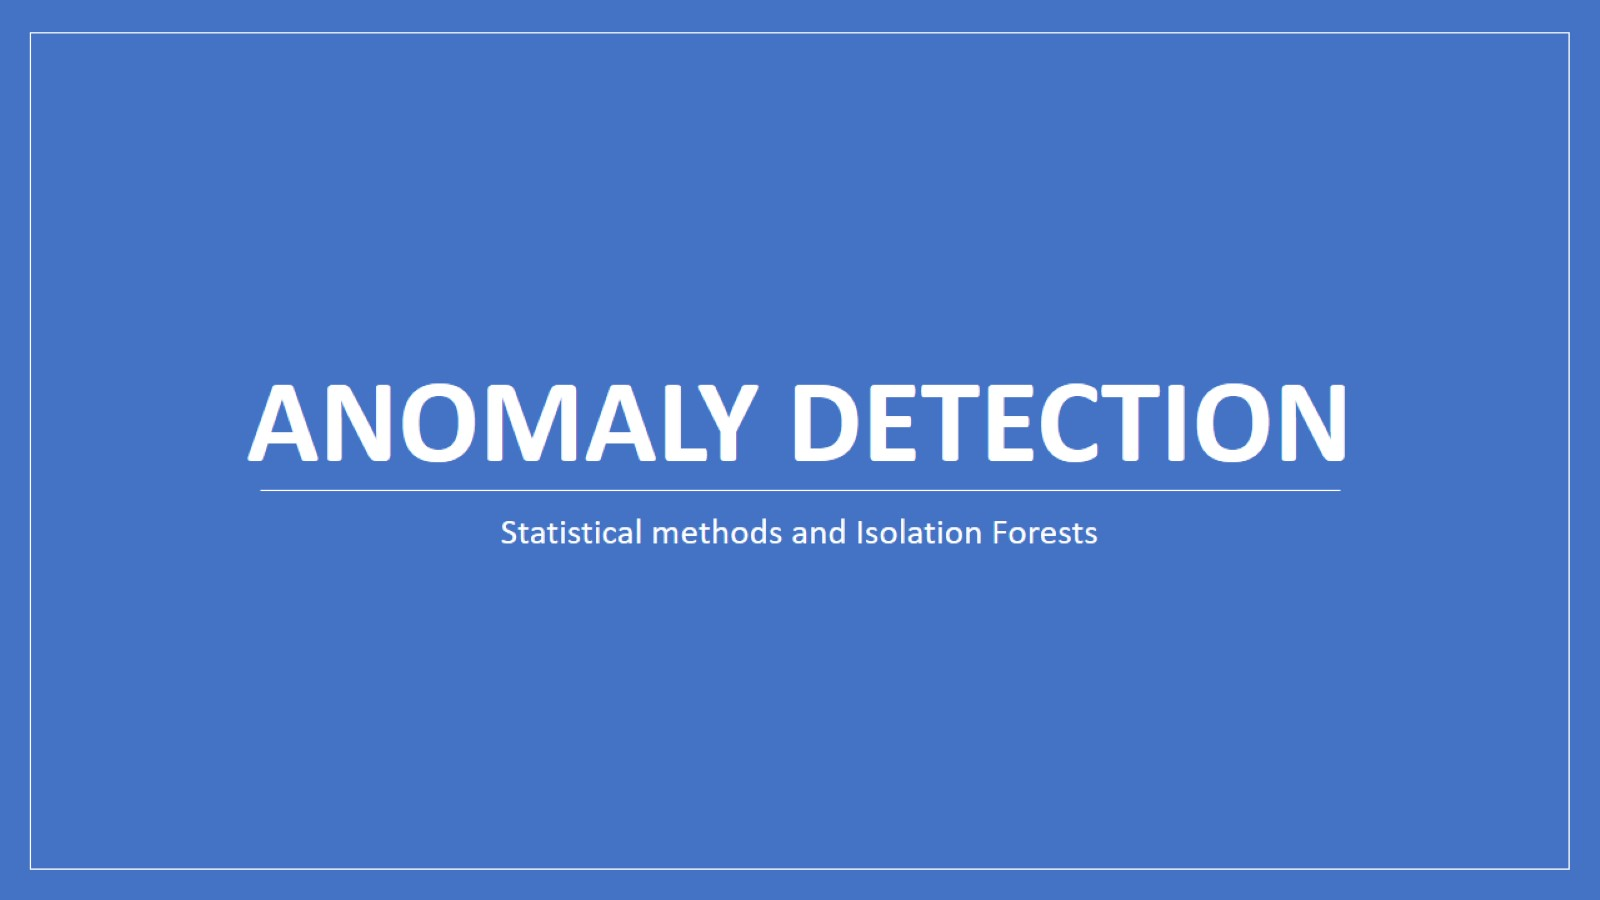 ANOMALY DETECTION
Statistical methods and Isolation Forests